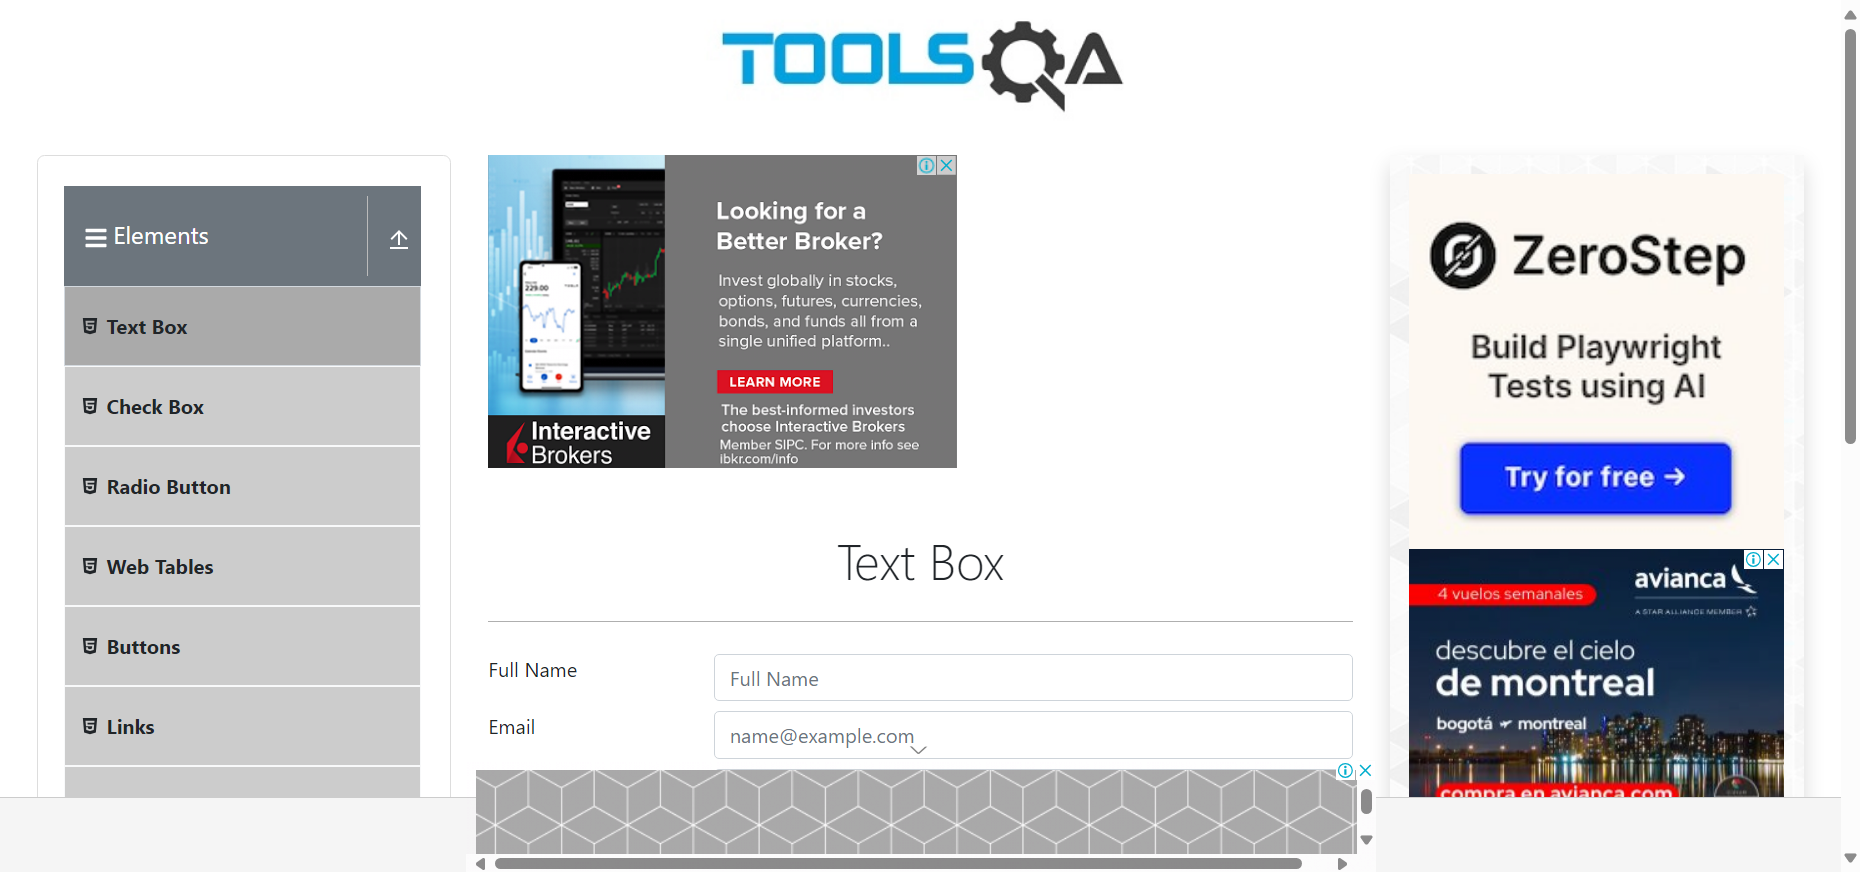 TOOLSQA
Elements
Text Box
Check Box
Radio Button
Web Tables
Buttons
Links
Looking for a
Better Broker?
Invest globally in stocks,
options, futures, currencies,
bonds, and funds all from a
single unified platform..
LEARN MORE
The best-informed investors
choose Interactive Brokers
Member SIPC. For more info see
ibkr.com/info
Interactive
Brokers
229.00
Text Box
Full Name
Full Name
Email
name@example.com
ZeroStep
Build Playwright
Tests using AI
Try for free →
4 vuelos semanales
avianca
A STAR ALLIANCE MEMBER
descubre el cielo
de montreal
bogotá montreal
compra en avianca.com